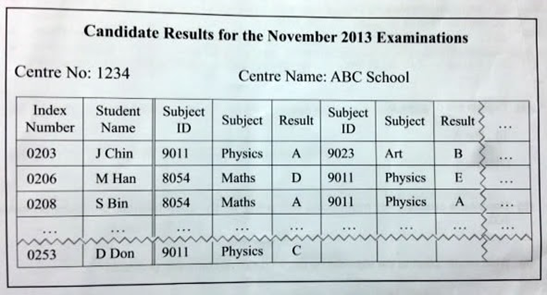 Candidate Results for the November 2013 Examinations
Centre No: 1234 Centre Name: ABC School
Index Number Student Name Subject ID Subject Result Subject ID Subject Result ...
0203 J Chin 9011 Physics A 9023 Art B ...
0206 M Han 8054 Maths D 9011 Physics E ...
0208 S Bin 8054 Maths A 9011 Physics A ...
... ... ... ... ... ... ... ... ...
0253 D Don 9011 Physics C